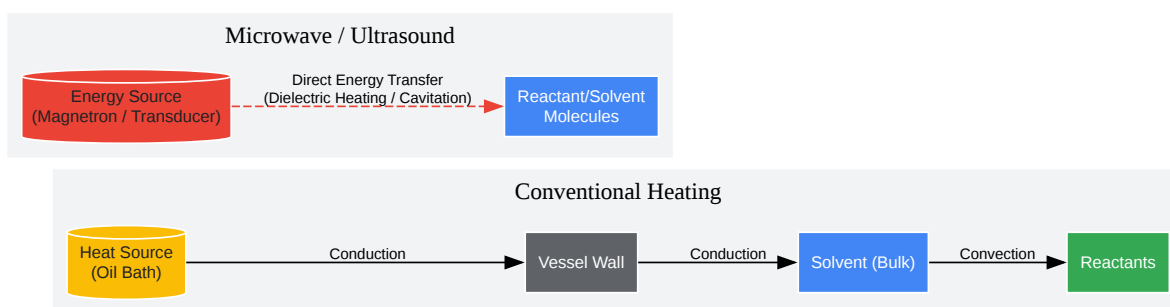 Microwave / Ultrasound
Energy Source
(Magnetron / Transducer)
Direct Energy Transfer
(Dielectric Heating / Cavitation)
Reactant/Solvent
Molecules
Conventional Heating
Heat Source
(Oil Bath)
Conduction
Vessel Wall
Conduction
Solvent (Bulk)
Convection
Reactants